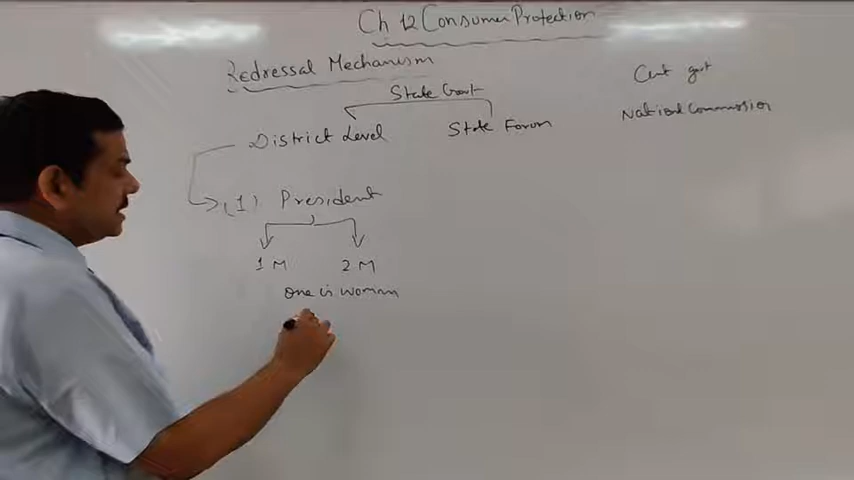 Ch 12 Consumer Protection
Redressal Mechanism
State Govt
Cent govt
District Level
State Forum
National Commission
(1) President
1 M
2 M
one is woman